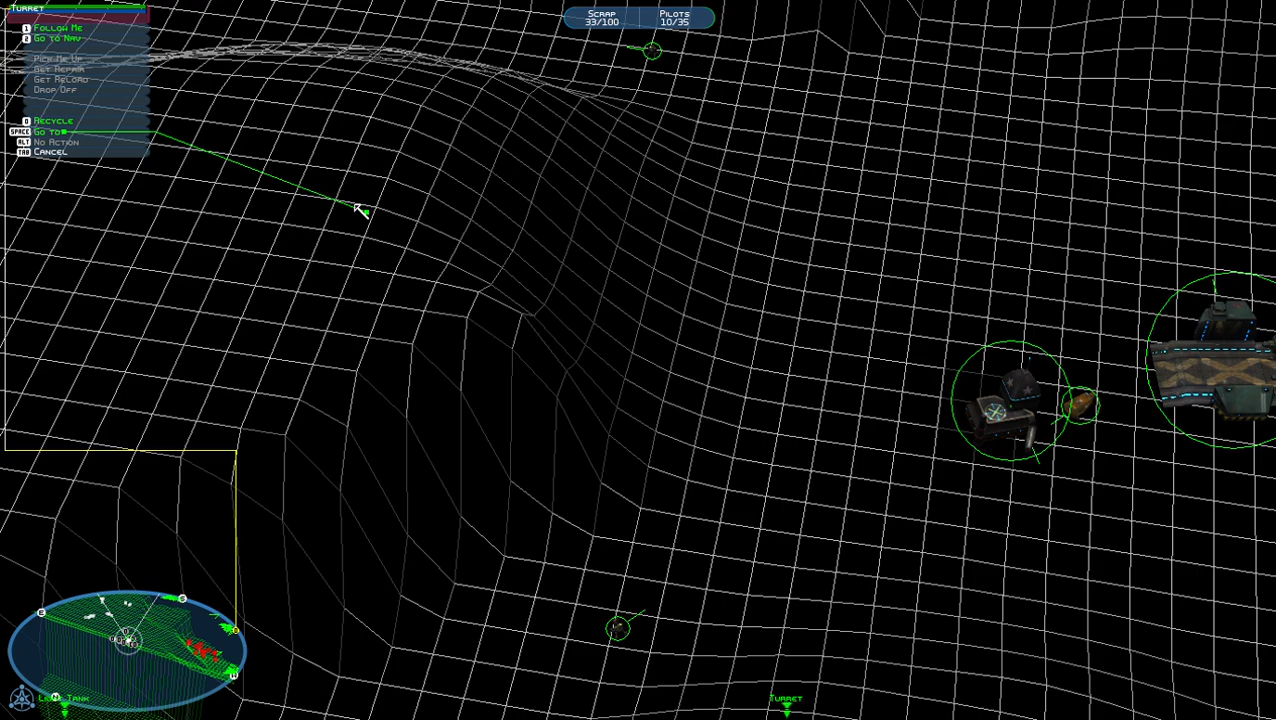 Turret
1 Follow Me
2 Go to Nav
Pick Me Up
Get Repair
Get Reload
Drop Off
0 Recycle
SPACE Go to
ALT No Action
TAB Cancel
Scrap
33/100
Pilots
10/35
E
S
W
N
Turret